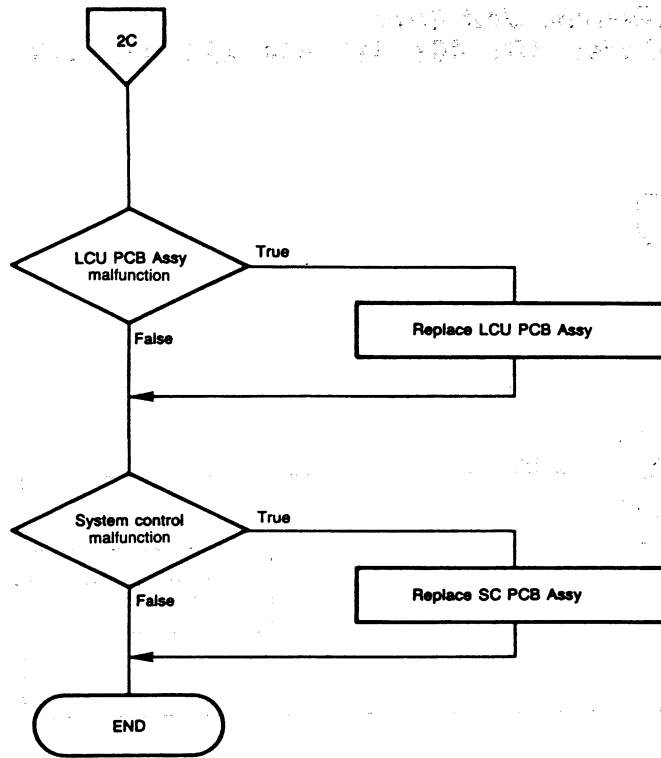 2C
LCU PCB Assy
malfunction
True
Replace LCU PCB Assy
False
System control
malfunction
True
Replace SC PCB Assy
False
END